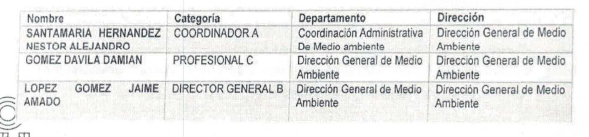 Nombre Categoría Departamento Dirección
SANTAMARIA HERNANDEZ COORDINADOR A Coordinación Administrativa Dirección General de Medio
NESTOR ALEJANDRO De Medio ambiente Ambiente
GOMEZ DAVILA DAMIAN PROFESIONAL C Dirección General de Medio Dirección General de Medio
Ambiente Ambiente
LOPEZ GOMEZ JAIME DIRECTOR GENERAL B Dirección General de Medio Dirección General de Medio
AMADO Ambiente Ambiente